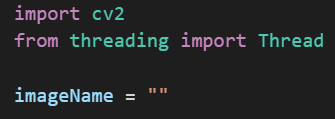 import cv2
from threading import Thread
imageName = ""